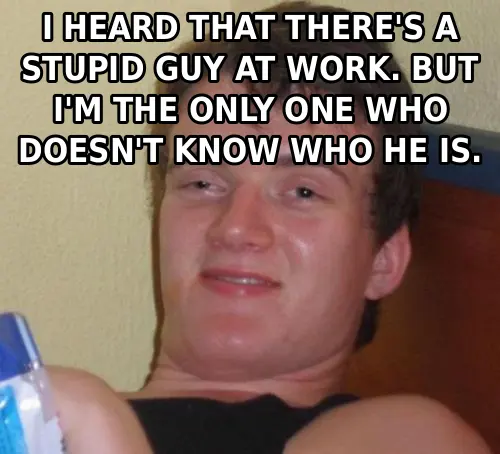 I HEARD THAT THERE'S A
STUPID GUY AT WORK. BUT
I'M THE ONLY ONE WHO
DOESN'T KNOW WHO HE IS.